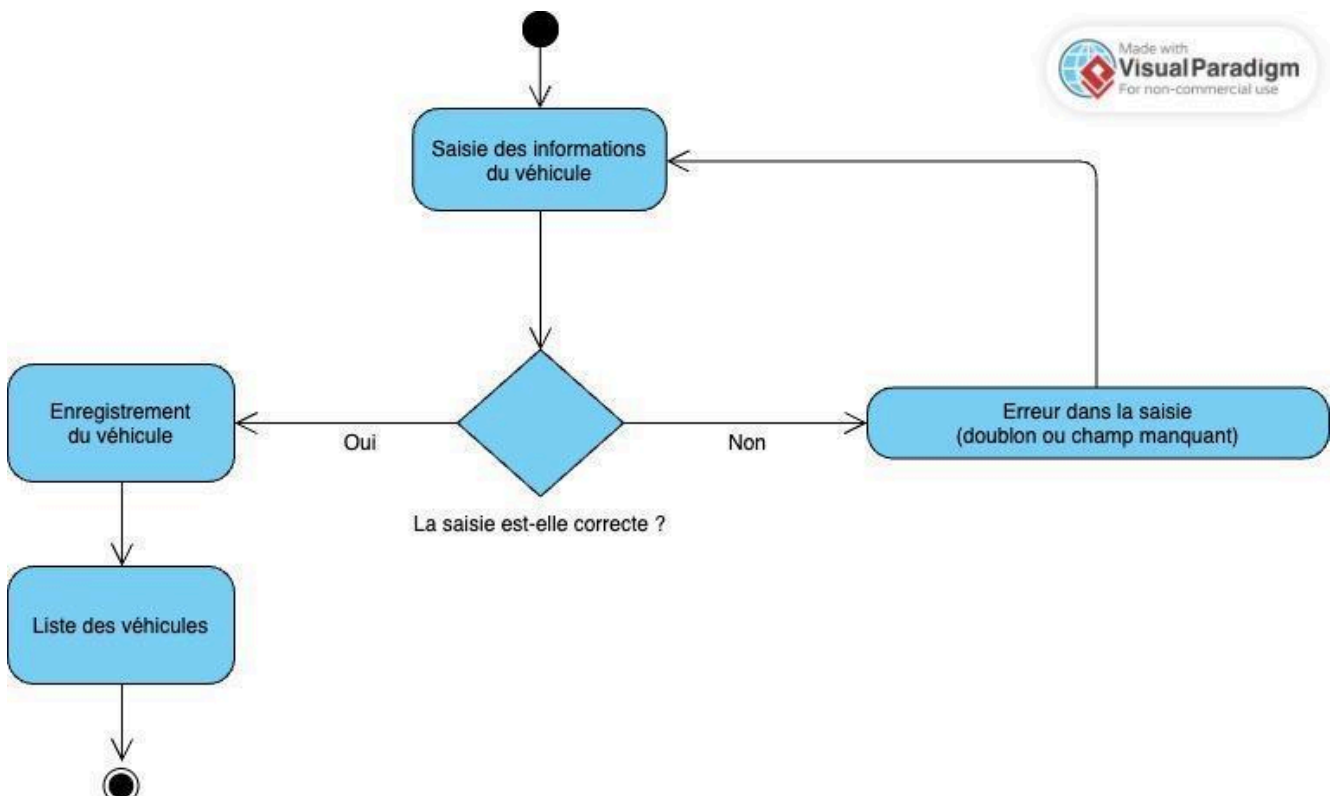 Made with
Visual Paradigm
For non-commercial use
Saisie des informations
du véhicule
Enregistrement
du véhicule
Oui
Non
Erreur dans la saisie
(doublon ou champ manquant)
La saisie est-elle correcte ?
Liste des véhicules